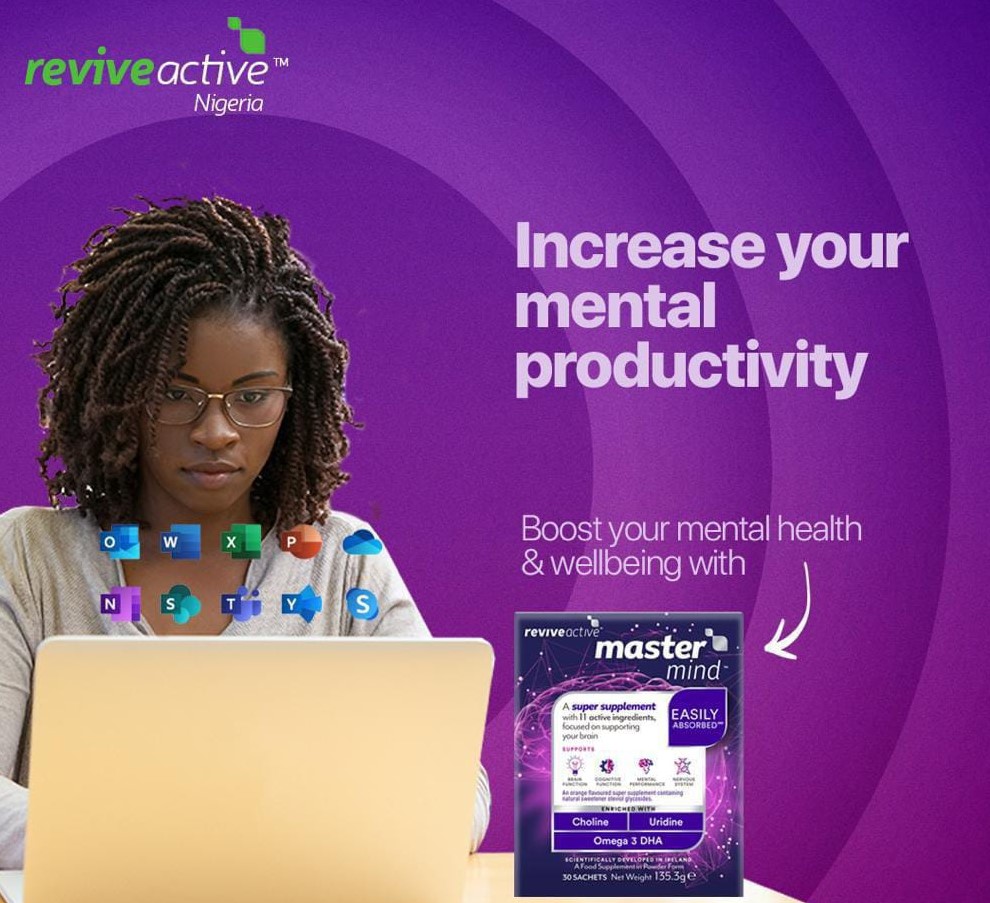 reviveactive™
Nigeria
Increase your
mental
productivity
Boost your mental health
& wellbeing with
O W X P
N S T Y S
reviveactive™
master
mind™
A super supplement
with 11 active ingredients,
focused on supporting
your brain
EASILY
ABSORBED™
SUPPORTS
BRAIN
FUNCTION
COGNITIVE
FUNCTION
MENTAL
PERFORMANCE
NERVOUS
SYSTEM
An orange flavoured super supplement containing
natural sweetener steviol glycosides.
ENRICHED WITH
Choline
Uridine
Omega 3 DHA
SCIENTIFICALLY DEVELOPED IN IRELAND
A Food Supplement in Powder Form
30 SACHETS Net Weight 135.3g ℮